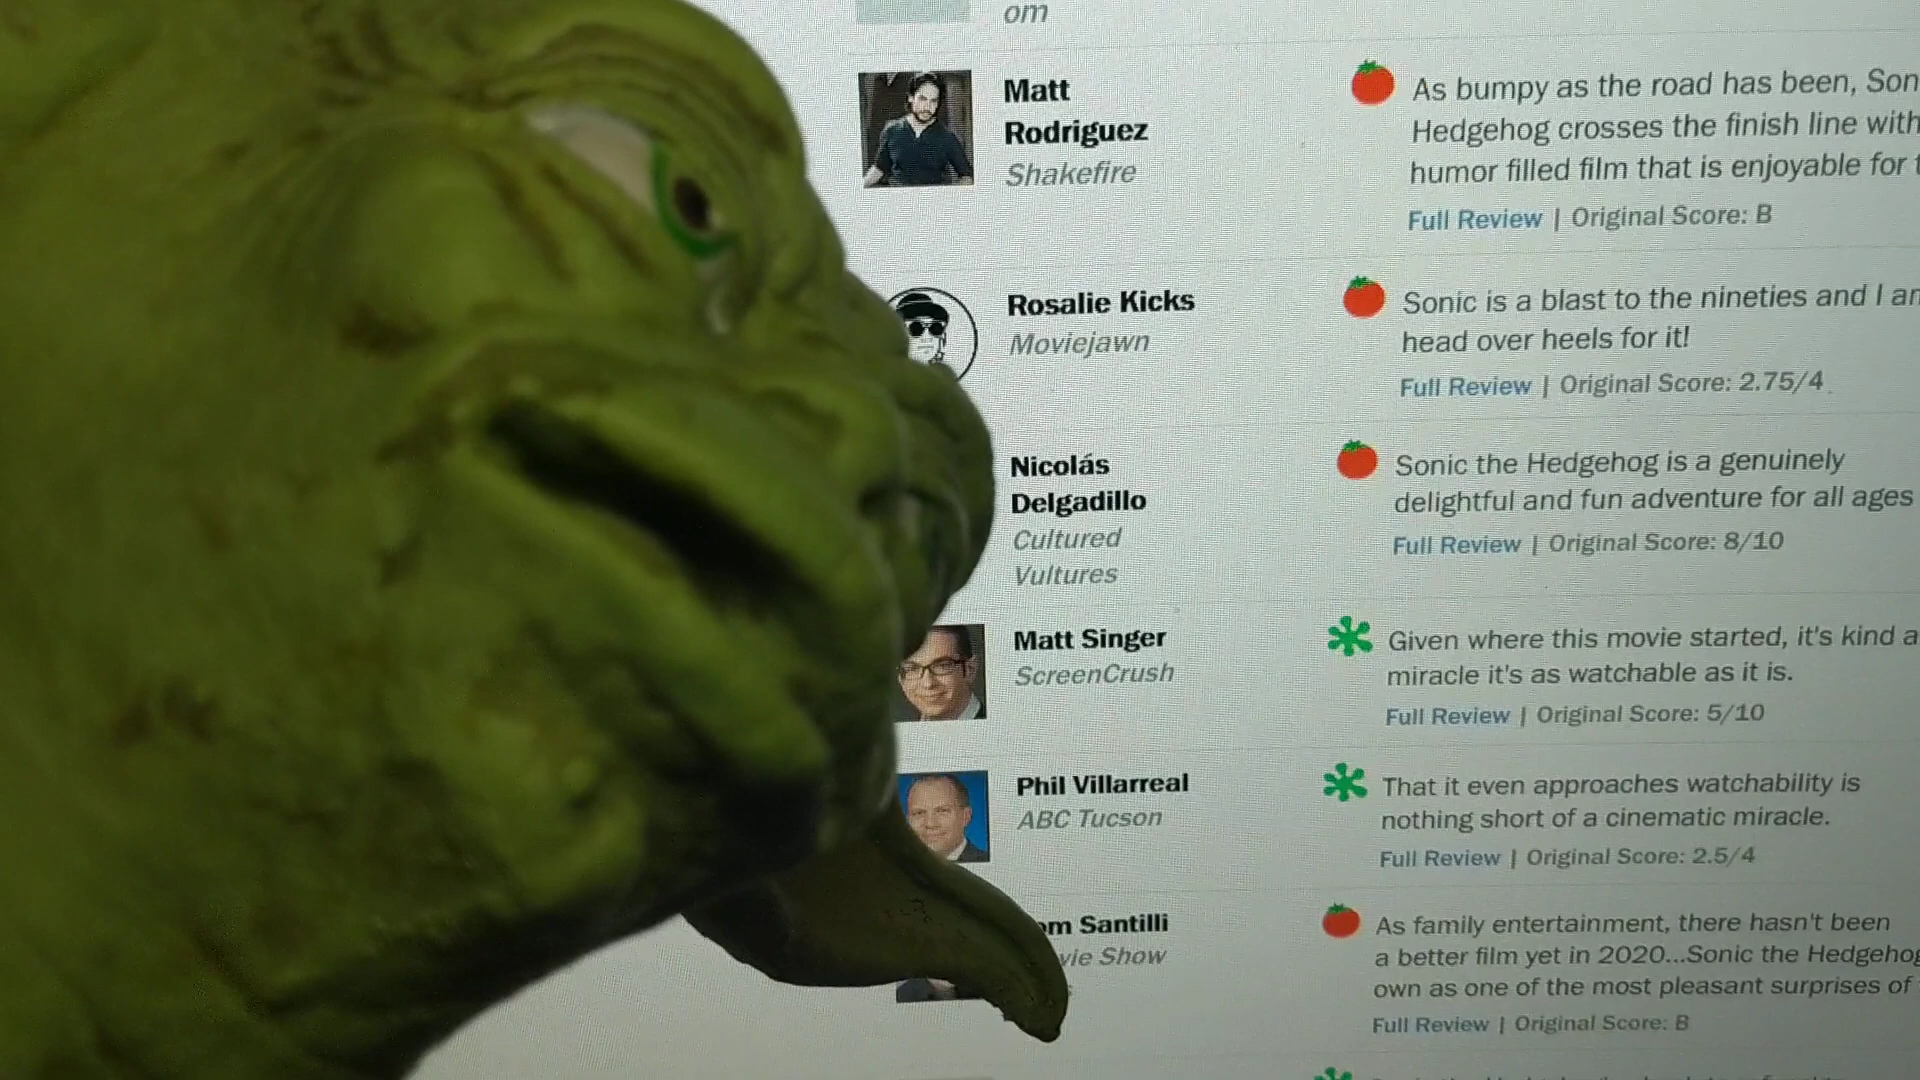 om
Matt
Rodriguez
Shakefire
As bumpy as the road has been, Son
Hedgehog crosses the finish line with
humor filled film that is enjoyable for
Full Review | Original Score: B
Rosalie Kicks
Moviejawn
Sonic is a blast to the nineties and I
head over heels for it!
Full Review | Original Score: 2.75/4
Nicolás
Delgadillo
Cultured
Vultures
Sonic the Hedgehog is a genuinely
delightful and fun adventure for all ages
Full Review | Original Score: 8/10
Matt Singer
ScreenCrush
Given where this movie started, it's kind a
miracle it's as watchable as it is.
Full Review | Original Score: 5/10
Phil Villarreal
ABC Tucson
That it even approaches watchability is
nothing short of a cinematic miracle.
Full Review | Original Score: 2.5/4
om Santilli
vie Show
As family entertainment, there hasn't been
a better film yet in 2020...Sonic the Hedgehog
own as one of the most pleasant surprises of
Full Review | Original Score: B